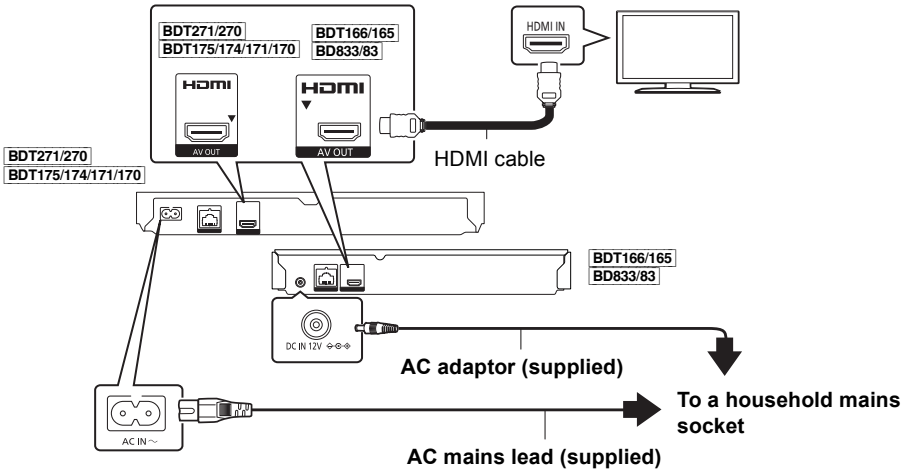 BDT271/270
BDT175/174/171/170
BDT166/165
BD833/83
HDMI
AV OUT
HDMI
AV OUT
HDMI IN
HDMI cable
BDT271/270
BDT175/174/171/170
BDT166/165
BD833/83
DC IN 12V
AC adaptor (supplied)
To a household mains
socket
AC IN ~
AC mains lead (supplied)